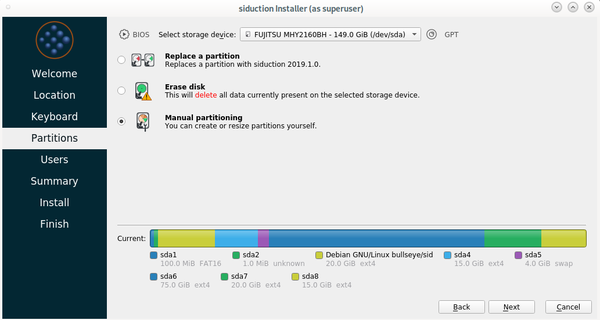 siduction Installer (as superuser)
BIOS Select storage device: FUJITSU MHY2160BH - 149.0 GiB (/dev/sda) GPT
Welcome
Location
Keyboard
Partitions
Users
Summary
Install
Finish
Replace a partition
Replaces a partition with siduction 2019.1.0.
Erase disk
This will delete all data currently present on the selected storage device.
Manual partitioning
You can create or resize partitions yourself.
Current:
sda1 sda2 Debian GNU/Linux bullseye/sid sda4 sda5
100.0 MiB FAT16 1.0 MiB unknown 20.0 GiB ext4 15.0 GiB ext4 4.0 GiB swap
sda6 sda7 sda8
75.0 GiB ext4 20.0 GiB ext4 15.0 GiB ext4
Back Next Cancel